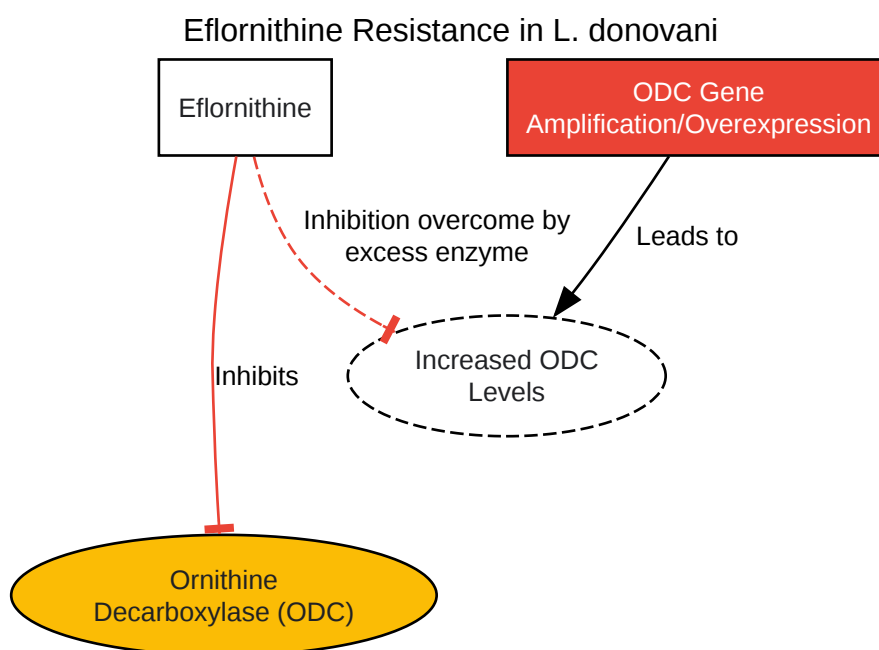 Eflornithine Resistance in L. donovani
Eflornithine
ODC Gene
Amplification/Overexpression
Inhibition overcome by
excess enzyme
Leads to
Inhibits
Increased ODC
Levels
Ornithine
Decarboxylase (ODC)